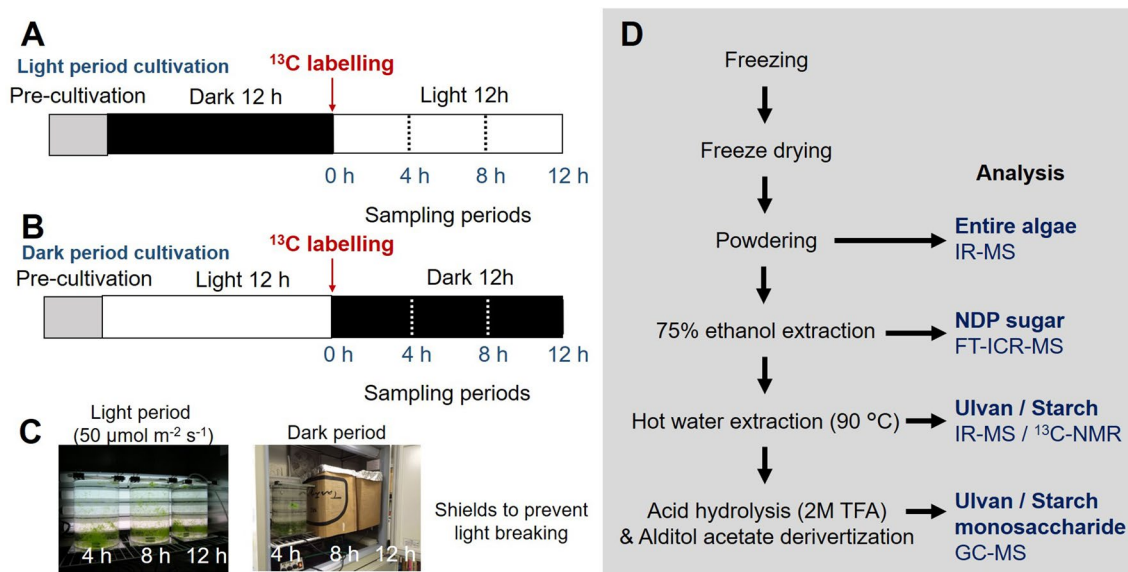 A
Light period cultivation
¹³C labelling
Pre-cultivation
Dark 12 h
Light 12h
0 h
4 h
8 h
12 h
Sampling periods
B
Dark period cultivation
¹³C labelling
Pre-cultivation
Light 12 h
Dark 12h
0 h
4 h
8 h
12 h
Sampling periods
C
Light period
(50 µmol m⁻² s⁻¹)
4 h
8 h
12 h
Dark period
4 h
8 h
12 h
Shields to prevent
light breaking
D
Freezing
Freeze drying
Analysis
Powdering
Entire algae
IR-MS
75% ethanol extraction
NDP sugar
FT-ICR-MS
Hot water extraction (90 °C)
Ulvan / Starch
IR-MS / ¹³C-NMR
Acid hydrolysis (2M TFA)
& Alditol acetate derivertization
Ulvan / Starch
monosaccharide
GC-MS